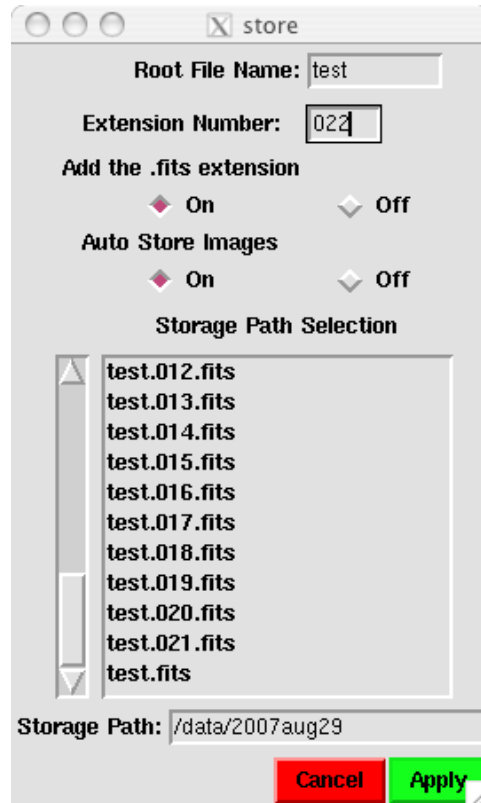 store
Root File Name: test
Extension Number: 022
Add the .fits extension
On Off
Auto Store Images
On Off
Storage Path Selection
test.012.fits
test.013.fits
test.014.fits
test.015.fits
test.016.fits
test.017.fits
test.018.fits
test.019.fits
test.020.fits
test.021.fits
test.fits
Storage Path: /data/2007aug29
Cancel Apply